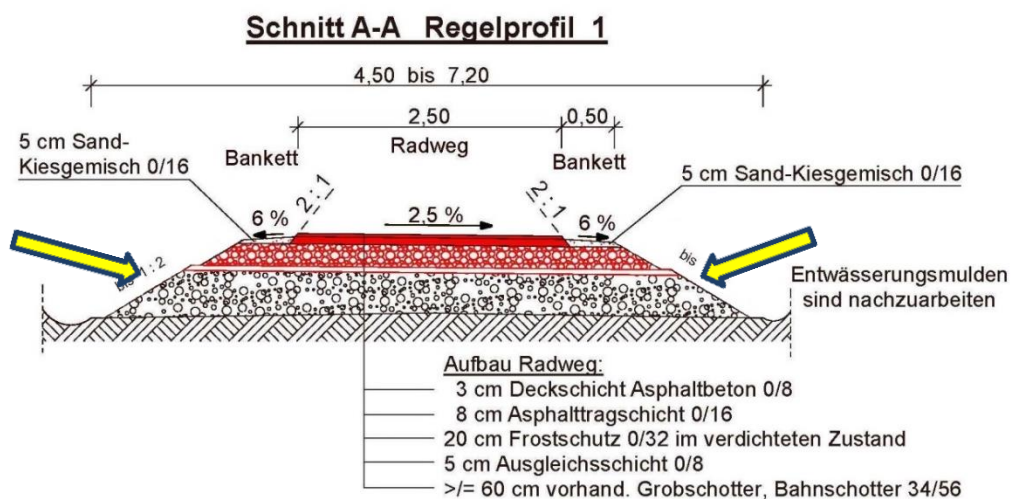 Schnitt A-A Regelprofil 1
4,50 bis 7,20
2,50
0,50
5 cm Sand-
Kiesgemisch 0/16
Bankett
Radweg
Bankett
5 cm Sand-Kiesgemisch 0/16
2 : 1
2 : 1
6 %
2,5 %
6 %
bis 1 : 2
bis
Entwässerungsmulden
sind nachzuarbeiten
Aufbau Radweg:
3 cm Deckschicht Asphaltbeton 0/8
8 cm Asphalttragschicht 0/16
20 cm Frostschutz 0/32 im verdichteten Zustand
5 cm Ausgleichsschicht 0/8
>/= 60 cm vorhand. Grobschotter, Bahnschotter 34/56